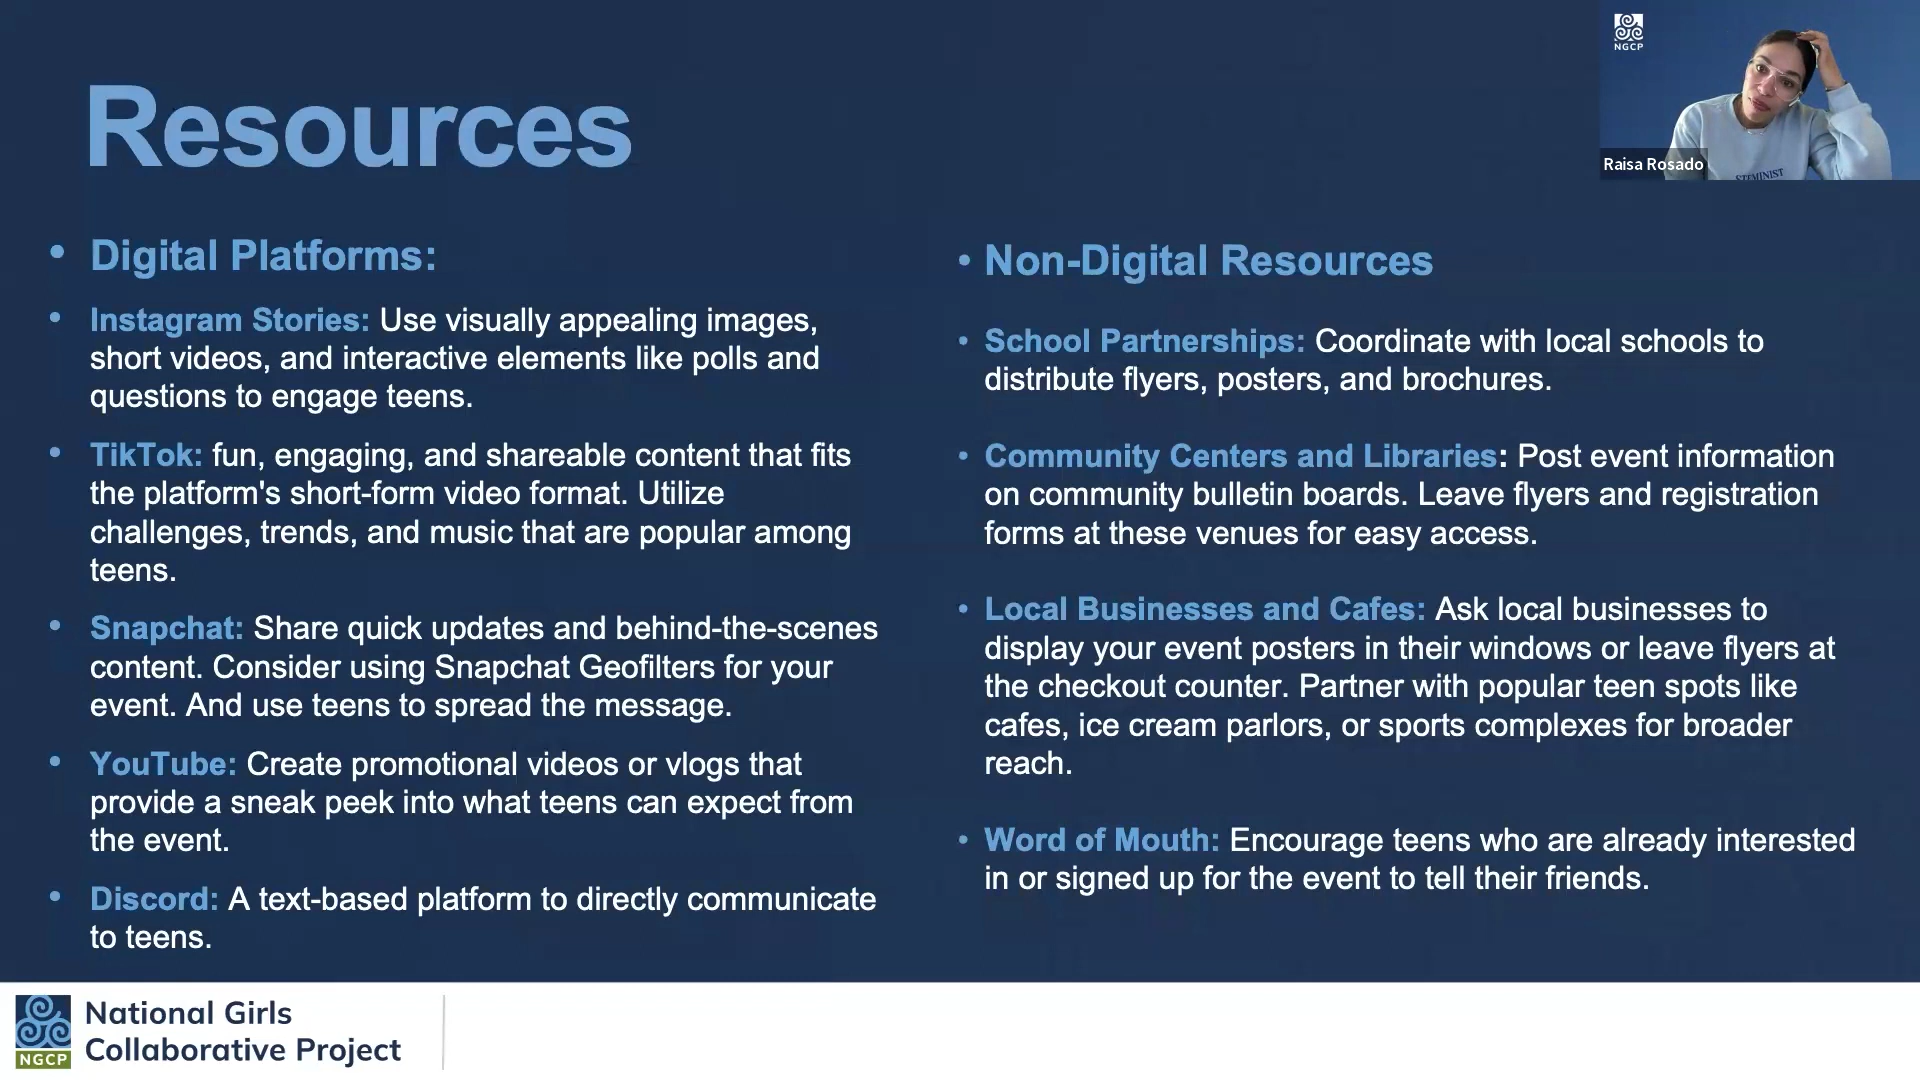 Resources
NGCP
Raisa Rosado
STEMINIST
• Digital Platforms:
• Instagram Stories: Use visually appealing images,
short videos, and interactive elements like polls and
questions to engage teens.
• TikTok: fun, engaging, and shareable content that fits
the platform's short-form video format. Utilize
challenges, trends, and music that are popular among
teens.
• Snapchat: Share quick updates and behind-the-scenes
content. Consider using Snapchat Geofilters for your
event. And use teens to spread the message.
• YouTube: Create promotional videos or vlogs that
provide a sneak peek into what teens can expect from
the event.
• Discord: A text-based platform to directly communicate
to teens.
• Non-Digital Resources
• School Partnerships: Coordinate with local schools to
distribute flyers, posters, and brochures.
• Community Centers and Libraries: Post event information
on community bulletin boards. Leave flyers and registration
forms at these venues for easy access.
• Local Businesses and Cafes: Ask local businesses to
display your event posters in their windows or leave flyers at
the checkout counter. Partner with popular teen spots like
cafes, ice cream parlors, or sports complexes for broader
reach.
• Word of Mouth: Encourage teens who are already interested
in or signed up for the event to tell their friends.
NGCP
National Girls
Collaborative Project